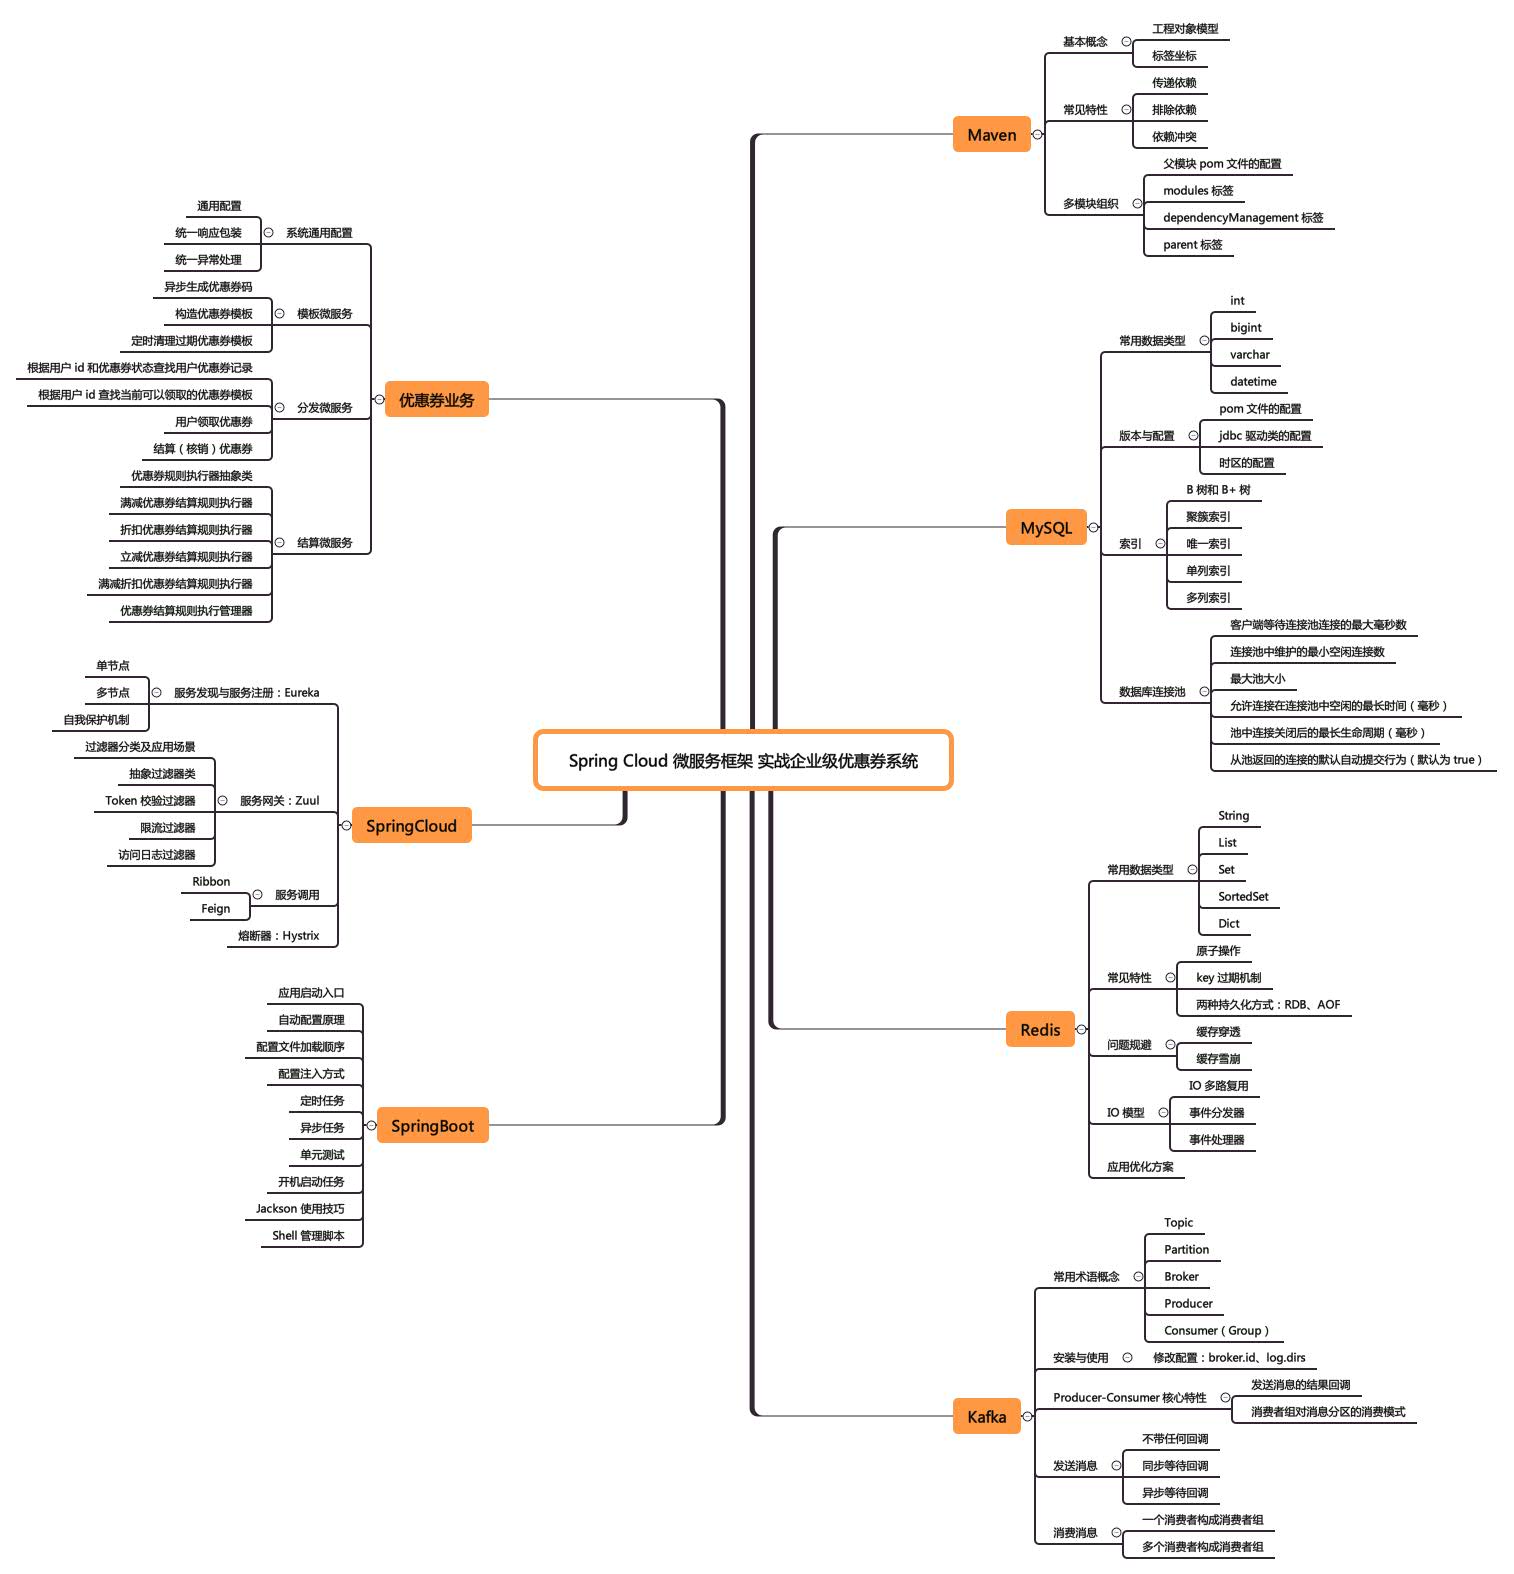 Spring Cloud 微服务框架 实战企业级优惠券系统
Maven
基本概念
工程对象模型
标签坐标
常见特性
传递依赖
排除依赖
依赖冲突
多模块组织
父模块 pom 文件的配置
modules 标签
dependencyManagement 标签
parent 标签
MySQL
常用数据类型
int
bigint
varchar
datetime
版本与配置
pom 文件的配置
jdbc 驱动类的配置
时区的配置
索引
B 树和 B+ 树
聚簇索引
唯一索引
单列索引
多列索引
数据库连接池
客户端等待连接池连接的最大毫秒数
连接池中维护的最小空闲连接数
最大池大小
允许连接在连接池中空闲的最长时间（毫秒）
池中连接关闭后的最长生命周期（毫秒）
从池返回的连接的默认自动提交行为（默认为 true）
Redis
常用数据类型
String
List
Set
SortedSet
Dict
常见特性
原子操作
key 过期机制
两种持久化方式：RDB、AOF
问题规避
缓存穿透
缓存雪崩
IO 模型
IO 多路复用
事件分发器
事件处理器
应用优化方案
Kafka
常用术语概念
Topic
Partition
Broker
Producer
Consumer（Group）
安装与使用
修改配置：broker.id、log.dirs
Producer-Consumer 核心特性
发送消息的结果回调
消费者组对消息分区的消费模式
发送消息
不带任何回调
同步等待回调
异步等待回调
消费消息
一个消费者构成消费者组
多个消费者构成消费者组
优惠券业务
系统通用配置
通用配置
统一响应包装
统一异常处理
模板微服务
异步生成优惠券码
构造优惠券模板
定时清理过期优惠券模板
分发微服务
根据用户 id 和优惠券状态查找用户优惠券记录
根据用户 id 查找当前可以领取的优惠券模板
用户领取优惠券
结算（核销）优惠券
结算微服务
优惠券规则执行器抽象类
满减优惠券结算规则执行器
折扣优惠券结算规则执行器
立减优惠券结算规则执行器
满减折扣优惠券结算规则执行器
优惠券结算规则执行管理器
SpringCloud
服务发现与服务注册：Eureka
单节点
多节点
自我保护机制
服务网关：Zuul
过滤器分类及应用场景
抽象过滤器类
Token 校验过滤器
限流过滤器
访问日志过滤器
服务调用
Ribbon
Feign
熔断器：Hystrix
SpringBoot
应用启动入口
自动配置原理
配置文件加载顺序
配置注入方式
定时任务
异步任务
单元测试
开机启动任务
Jackson 使用技巧
Shell 管理脚本